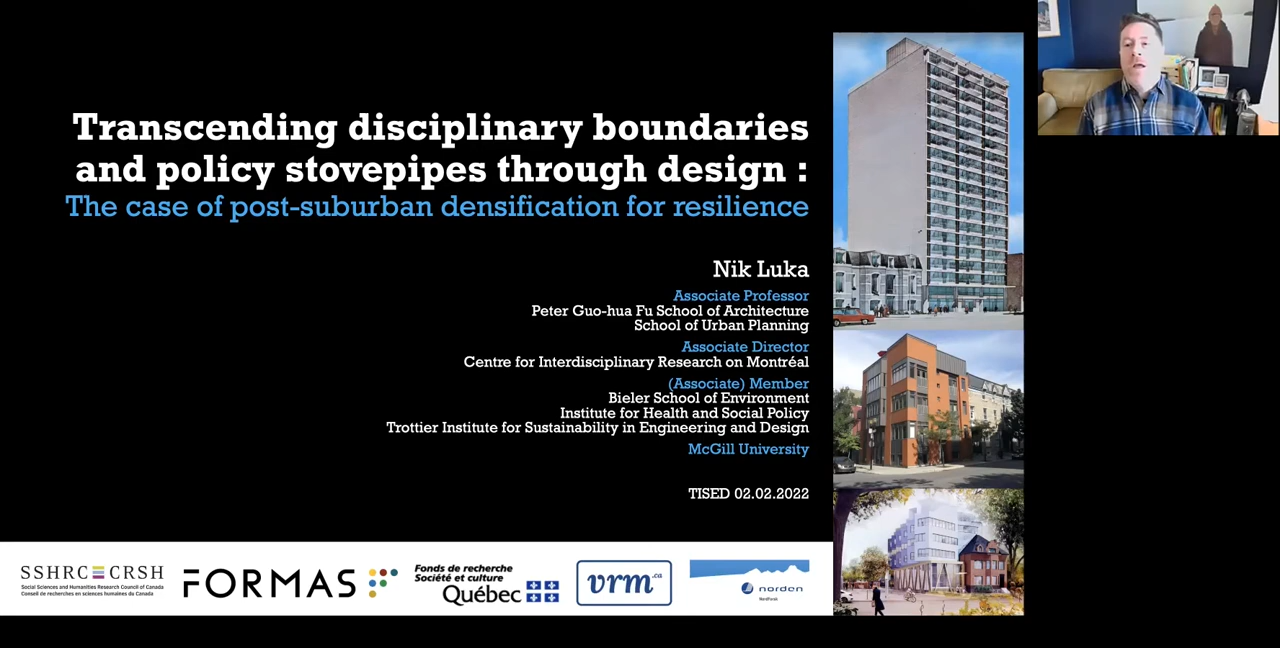 Transcending disciplinary boundaries
and policy stovepipes through design :
The case of post-suburban densification for resilience
Nik Luka
Associate Professor
Peter Guo-hua Fu School of Architecture
School of Urban Planning
Associate Director
Centre for Interdisciplinary Research on Montréal
(Associate) Member
Bieler School of Environment
Institute for Health and Social Policy
Trottier Institute for Sustainability in Engineering and Design
McGill University
TISED 02.02.2022
SSHRC CRSH
Social Sciences and Humanities Research Council of Canada
Conseil de recherches en sciences humaines du Canada
FORMAS
Fonds de recherche
Société et culture
Québec
vrm.ca
norden
NordForsk